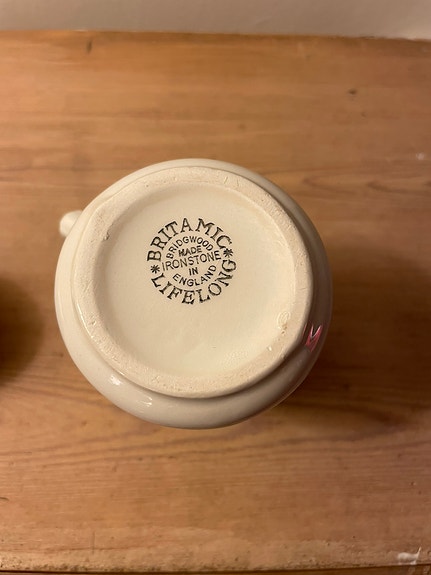 BRITAMIC
BRIDGWOOD
MADE
IRONSTONE
IN
ENGLAND
* LIFELONG *